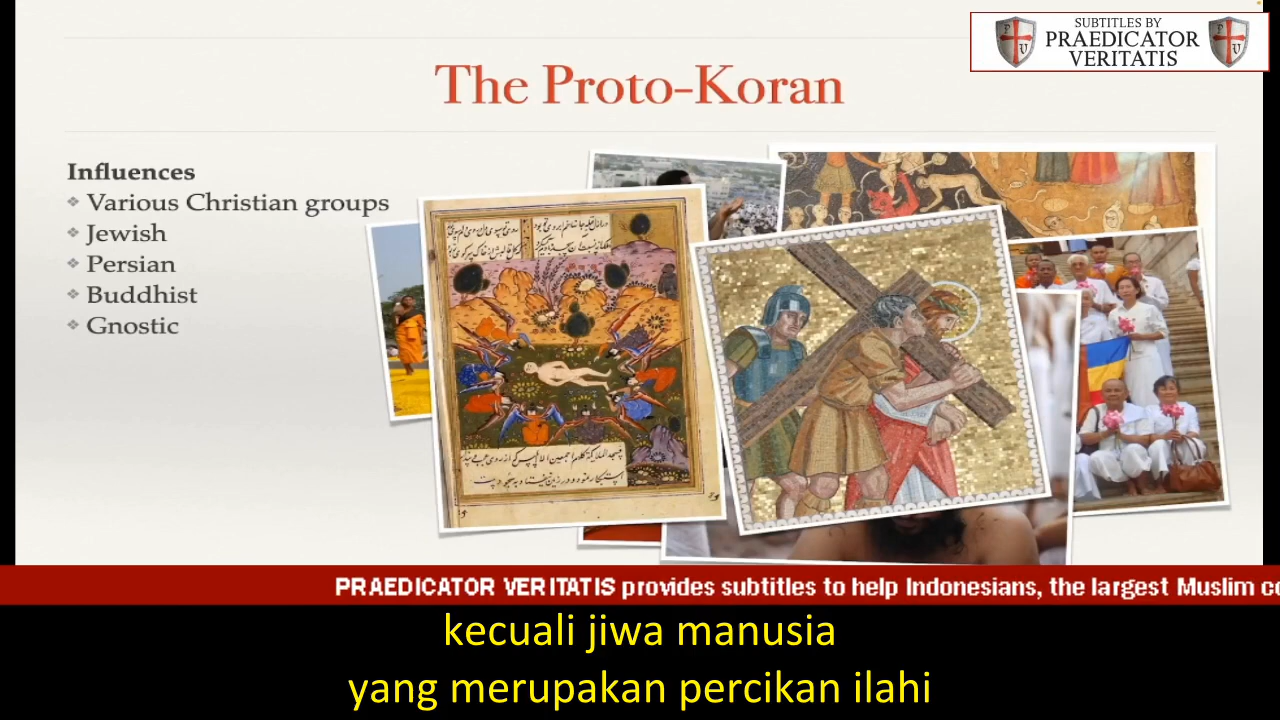 SUBTITLES BY
PRAEDICATOR
VERITATIS
The Proto-Koran
Influences
Various Christian groups
Jewish
Persian
Buddhist
Gnostic
PRAEDICATOR VERITATIS provides subtitles to help Indonesians, the largest Muslim
kecuali jiwa manusia
yang merupakan percikan ilahi